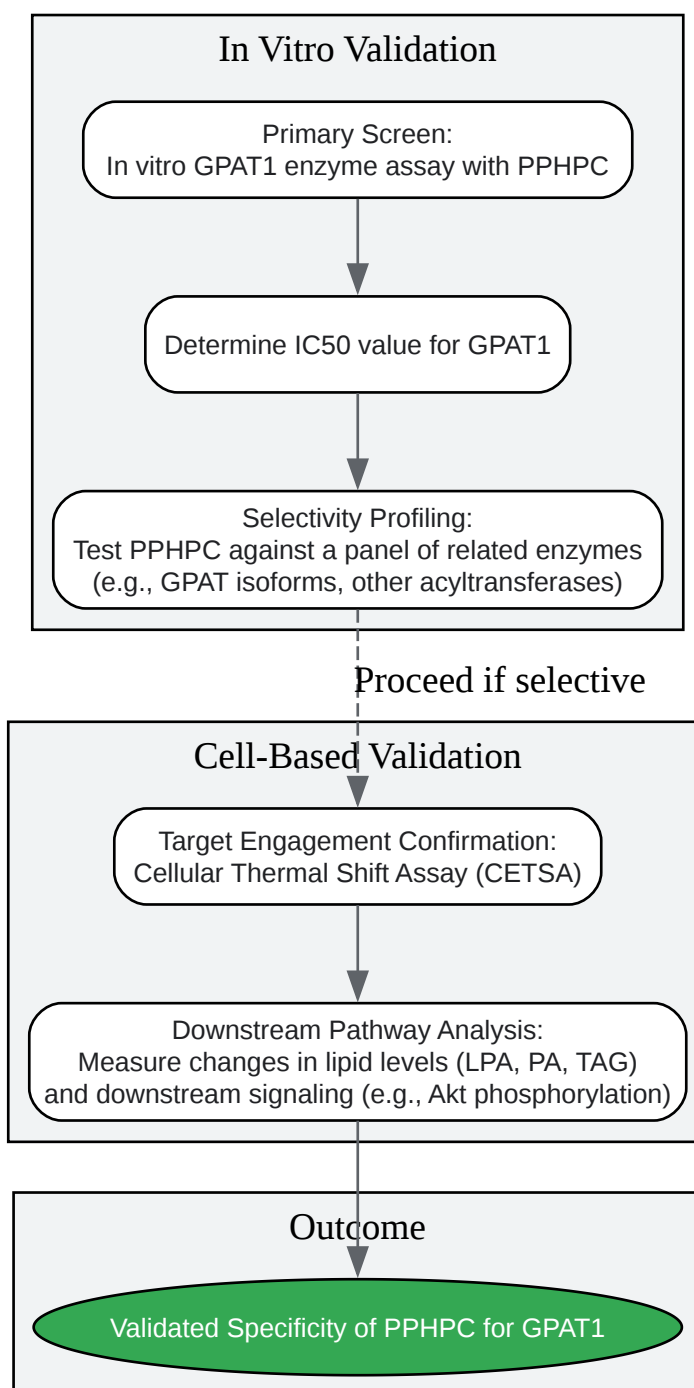 In Vitro Validation
Primary Screen:
In vitro GPAT1 enzyme assay with PPHPC
Determine IC50 value for GPAT1
Selectivity Profiling:
Test PPHPC against a panel of related enzymes
(e.g., GPAT isoforms, other acyltransferases)
Proceed if selective
Cell-Based Validation
Target Engagement Confirmation:
Cellular Thermal Shift Assay (CETSA)
Downstream Pathway Analysis:
Measure changes in lipid levels (LPA, PA, TAG)
and downstream signaling (e.g., Akt phosphorylation)
Outcome
Validated Specificity of PPHPC for GPAT1